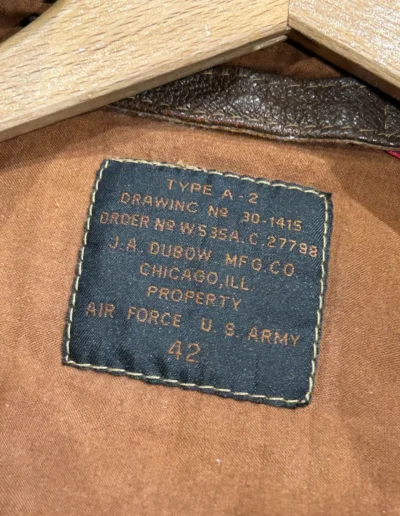 TYPE A-2
DRAWING No 30-1415
ORDER No W535A.C.27798
J.A. DUBOW MFG.CO.
CHICAGO,ILL.
PROPERTY
AIR FORCE U.S. ARMY
42